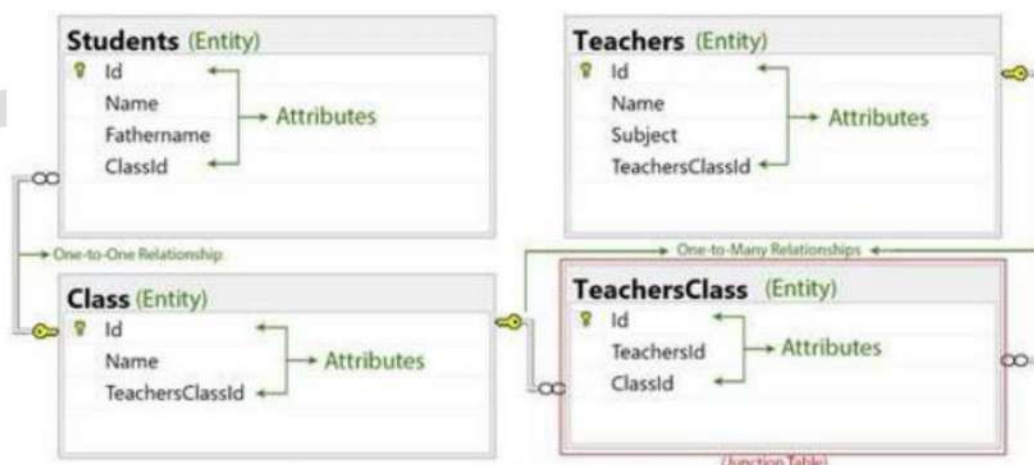 Students (Entity)
Id
Name
Fathername
ClassId
Attributes
Teachers (Entity)
Id
Name
Subject
TeachersClassId
Attributes
One-to-One Relationship
One-to-Many Relationships
Class (Entity)
Id
Name
TeachersClassId
Attributes
TeachersClass (Entity)
Id
TeachersId
ClassId
Attributes
(Junction Table)